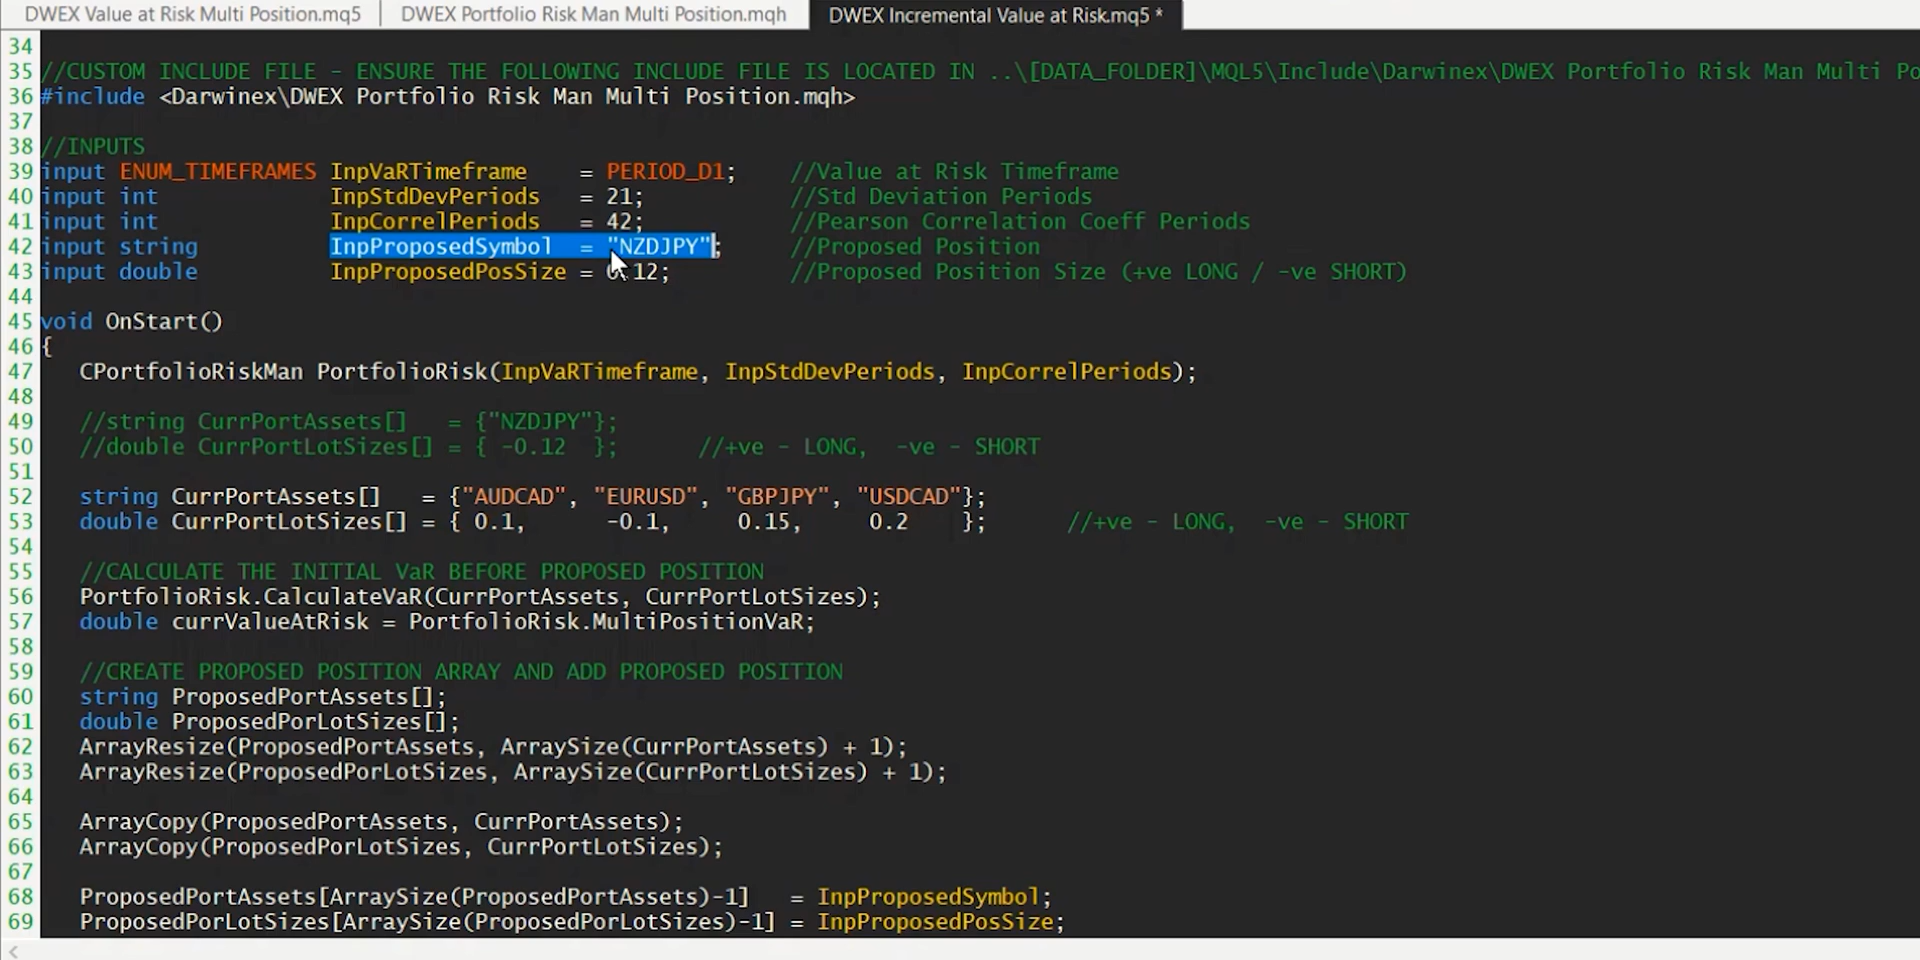 DWEX Value at Risk Multi Position.mq5 DWEX Portfolio Risk Man Multi Position.mqh DWEX Incremental Value at Risk.mq5 *
34
35 //CUSTOM INCLUDE FILE - ENSURE THE FOLLOWING INCLUDE FILE IS LOCATED IN ..\[DATA_FOLDER]\MQL5\Include\Darwinex\DWEX Portfolio Risk Man Multi Po
36 #include <Darwinex\DWEX Portfolio Risk Man Multi Position.mqh>
37
38 //INPUTS
39 input ENUM_TIMEFRAMES InpVaRTimeframe = PERIOD_D1; //Value at Risk Timeframe
40 input int InpStdDevPeriods = 21; //Std Deviation Periods
41 input int InpCorrelPeriods = 42; //Pearson Correlation Coeff Periods
42 input string InpProposedSymbol = "NZDJPY"; //Proposed Position
43 input double InpProposedPosSize = 0.12; //Proposed Position Size (+ve LONG / -ve SHORT)
44
45 void OnStart()
46 {
47 CPortfolioRiskMan PortfolioRisk(InpVaRTimeframe, InpStdDevPeriods, InpCorrelPeriods);
48
49 //string CurrPortAssets[] = {"NZDJPY"};
50 //double CurrPortLotSizes[] = { -0.12 }; //+ve - LONG, -ve - SHORT
51
52 string CurrPortAssets[] = {"AUDCAD", "EURUSD", "GBPJPY", "USDCAD"};
53 double CurrPortLotSizes[] = { 0.1, -0.1, 0.15, 0.2 }; //+ve - LONG, -ve - SHORT
54
55 //CALCULATE THE INITIAL VaR BEFORE PROPOSED POSITION
56 PortfolioRisk.CalculateVaR(CurrPortAssets, CurrPortLotSizes);
57 double currValueAtRisk = PortfolioRisk.MultiPositionVaR;
58
59 //CREATE PROPOSED POSITION ARRAY AND ADD PROPOSED POSITION
60 string ProposedPortAssets[];
61 double ProposedPorLotSizes[];
62 ArrayResize(ProposedPortAssets, ArraySize(CurrPortAssets) + 1);
63 ArrayResize(ProposedPorLotSizes, ArraySize(CurrPortLotSizes) + 1);
64
65 ArrayCopy(ProposedPortAssets, CurrPortAssets);
66 ArrayCopy(ProposedPorLotSizes, CurrPortLotSizes);
67
68 ProposedPortAssets[ArraySize(ProposedPortAssets)-1] = InpProposedSymbol;
69 ProposedPorLotSizes[ArraySize(ProposedPorLotSizes)-1] = InpProposedPosSize;